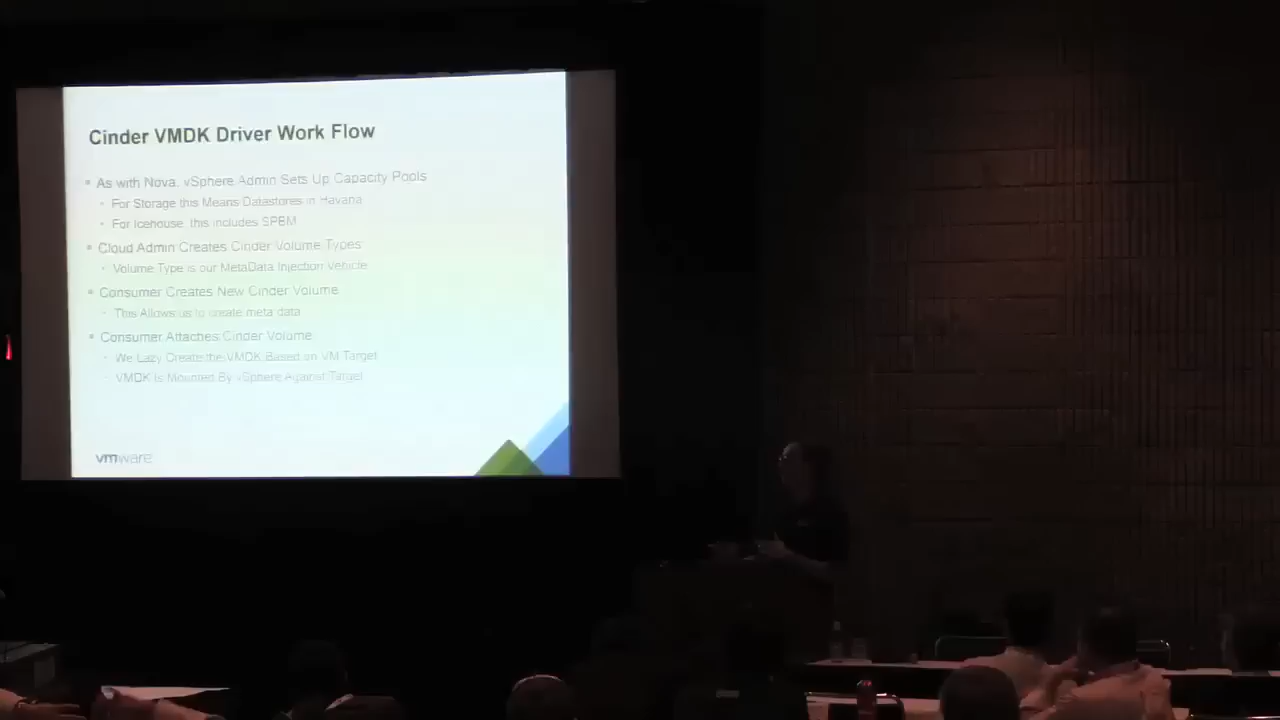 Cinder VMDK Driver Work Flow
As with Nova, vSphere Admin Sets Up Capacity Pools
For Storage this Means Datastores in Havana
For Icehouse this includes SPBM
Cloud Admin Creates Cinder Volume Types
Volume Type is our MetaData Injection Vehicle
Consumer Creates New Cinder Volume
This Allows us to create meta data
Consumer Attaches Cinder Volume
We Lazy Create the VMDK Based on VM Target
VMDK Is Mounted By vSphere Against Target
vmware